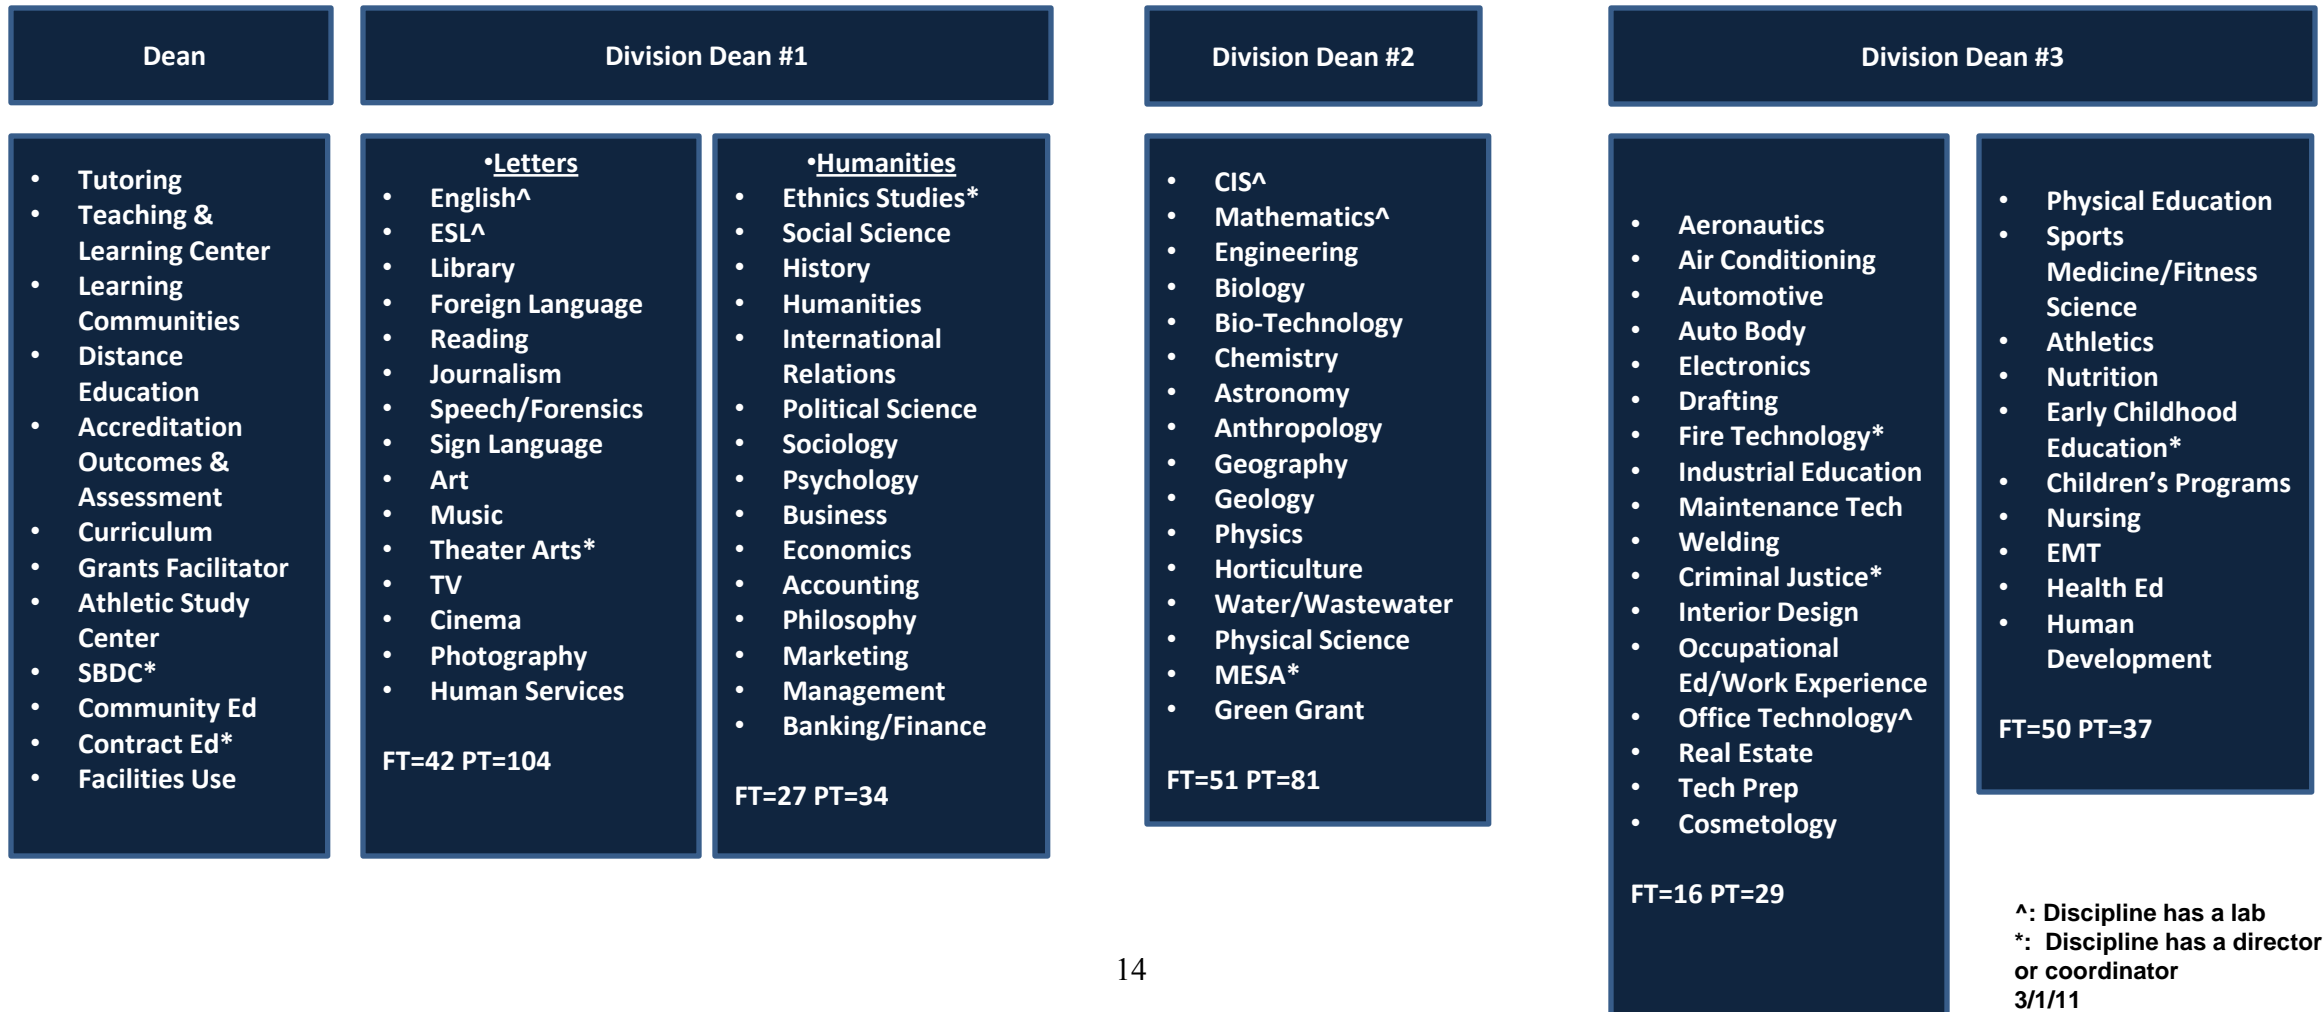 Dean
Division Dean #1
Division Dean #2
Division Dean #3
• Tutoring
• Teaching &
Learning Center
• Learning
Communities
• Distance
Education
• Accreditation
Outcomes &
Assessment
• Curriculum
• Grants Facilitator
• Athletic Study
Center
• SBDC*
• Community Ed
• Contract Ed*
• Facilities Use
•Letters
• English^
• ESL^
• Library
• Foreign Language
• Reading
• Journalism
• Speech/Forensics
• Sign Language
• Art
• Music
• Theater Arts*
• TV
• Cinema
• Photography
• Human Services
FT=42 PT=104
•Humanities
• Ethnics Studies*
• Social Science
• History
• Humanities
• International
Relations
• Political Science
• Sociology
• Psychology
• Business
• Economics
• Accounting
• Philosophy
• Marketing
• Management
• Banking/Finance
FT=27 PT=34
• CIS^
• Mathematics^
• Engineering
• Biology
• Bio-Technology
• Chemistry
• Astronomy
• Anthropology
• Geography
• Geology
• Physics
• Horticulture
• Water/Wastewater
• Physical Science
• MESA*
• Green Grant
FT=51 PT=81
• Aeronautics
• Air Conditioning
• Automotive
• Auto Body
• Electronics
• Drafting
• Fire Technology*
• Industrial Education
• Maintenance Tech
• Welding
• Criminal Justice*
• Interior Design
• Occupational
Ed/Work Experience
• Office Technology^
• Real Estate
• Tech Prep
• Cosmetology
FT=16 PT=29
• Physical Education
• Sports
Medicine/Fitness
Science
• Athletics
• Nutrition
• Early Childhood
Education*
• Children’s Programs
• Nursing
• EMT
• Health Ed
• Human
Development
FT=50 PT=37
^: Discipline has a lab
*: Discipline has a director
or coordinator
3/1/11
14